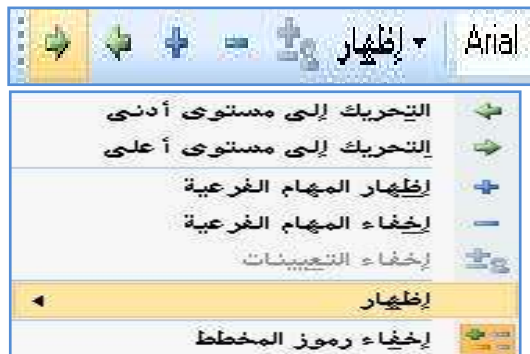 إظهار Arial
التحريك إلى مستوى أدنى
التحريك إلى مستوى أعلى
إظهار المهام الفرعية
إخفاء المهام الفرعية
إخفاء التعيينات
إظهار
إخفاء رموز المخطط